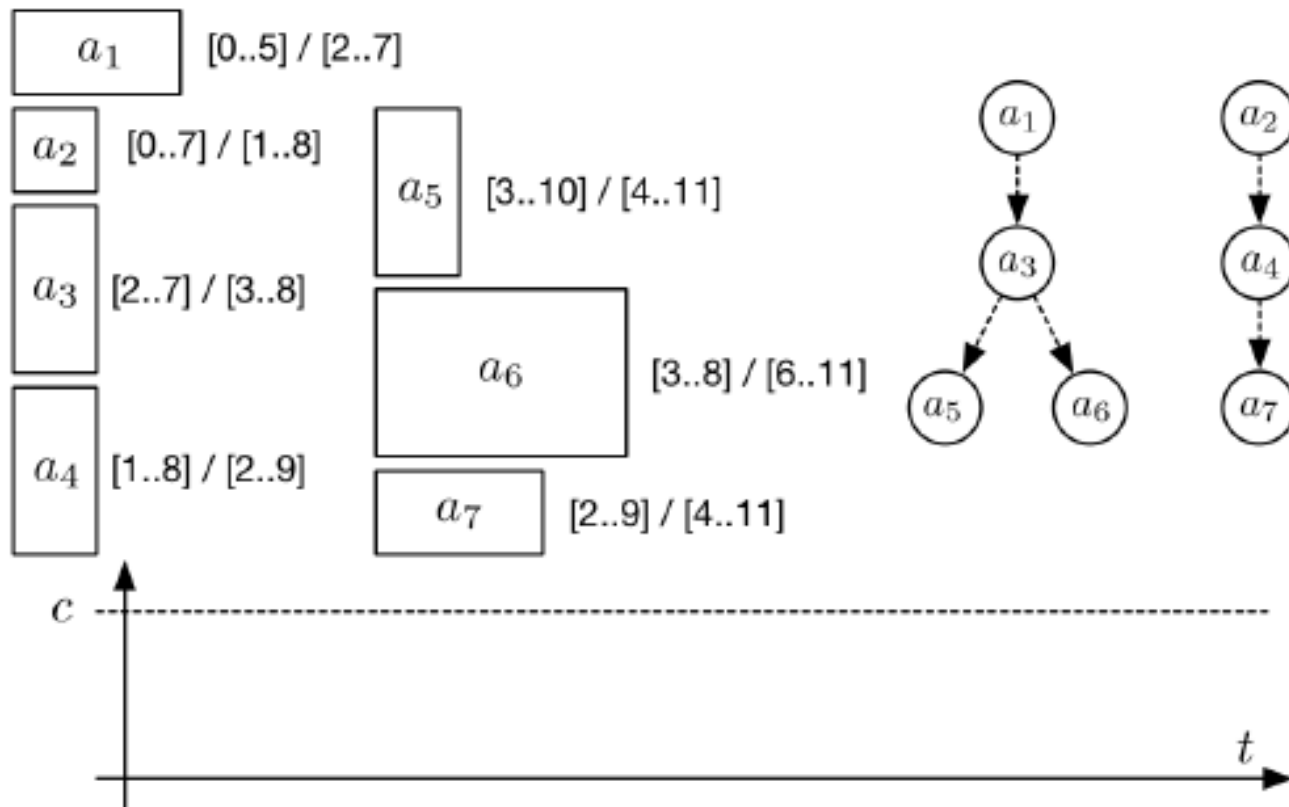 a₁ [0..5] / [2..7]
a₂ [0..7] / [1..8]
a₃ [2..7] / [3..8]
a₄ [1..8] / [2..9]
a₅ [3..10] / [4..11]
a₆ [3..8] / [6..11]
a₇ [2..9] / [4..11]
a₁ a₂
a₃ a₄
a₅ a₆ a₇
c
t